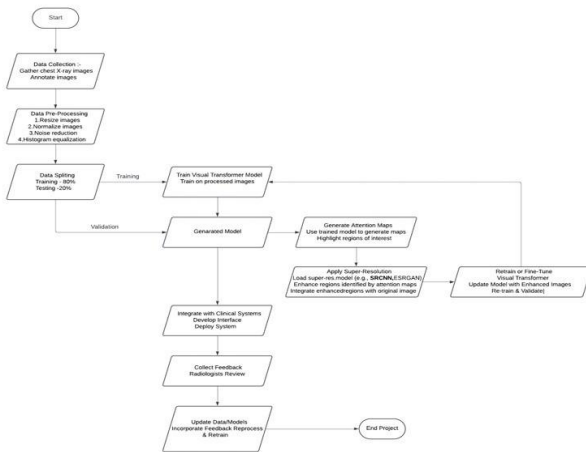 Start
Data Collection :-
Gather chest X-ray images
Annotate images
Data Pre-Processing
1.Resize images
2.Normalize images
3.Noise reduction
4.Histogram equalization
Data Spliting
Training - 80%
Testing -20%
Training
Validation
Train Visual Transformer Model
Train on processed images
Genarated Model
Generate Attention Maps
Use trained model to generate maps
Highlight regions of interest
Apply Super-Resolution
Load super-res.model (e.g., SRCNN,ESRGAN)
Enhance regions identified by attention maps
Integrate enhancedregions with original image
Retrain or Fine-Tune
Visual Transformer
Update Model with Enhanced Images
Re-train & Validate)
Integrate with Clinical Systems
Develop Interface
Deploy System
Collect Feedback
Radiologists Review
Update Data/Models
Incorporate Feedback Reprocess
& Retrain
End Project